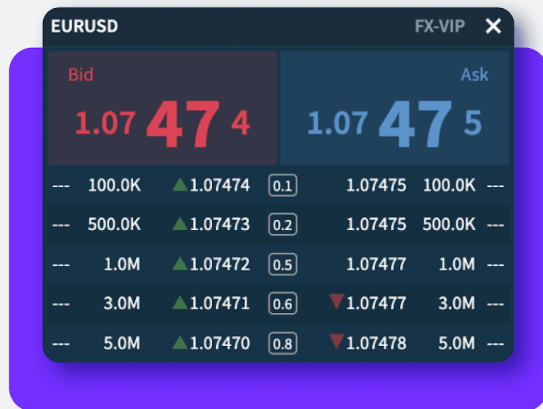 EURUSD FX-VIP ✕
Bid Ask
1.07 47 4 1.07 47 5
--- 100.0K ▲1.07474 0.1 1.07475 100.0K ---
--- 500.0K ▲1.07473 0.2 1.07475 500.0K ---
--- 1.0M ▲1.07472 0.5 1.07477 1.0M ---
--- 3.0M ▲1.07471 0.6 ▼1.07477 3.0M ---
--- 5.0M ▲1.07470 0.8 ▼1.07478 5.0M ---